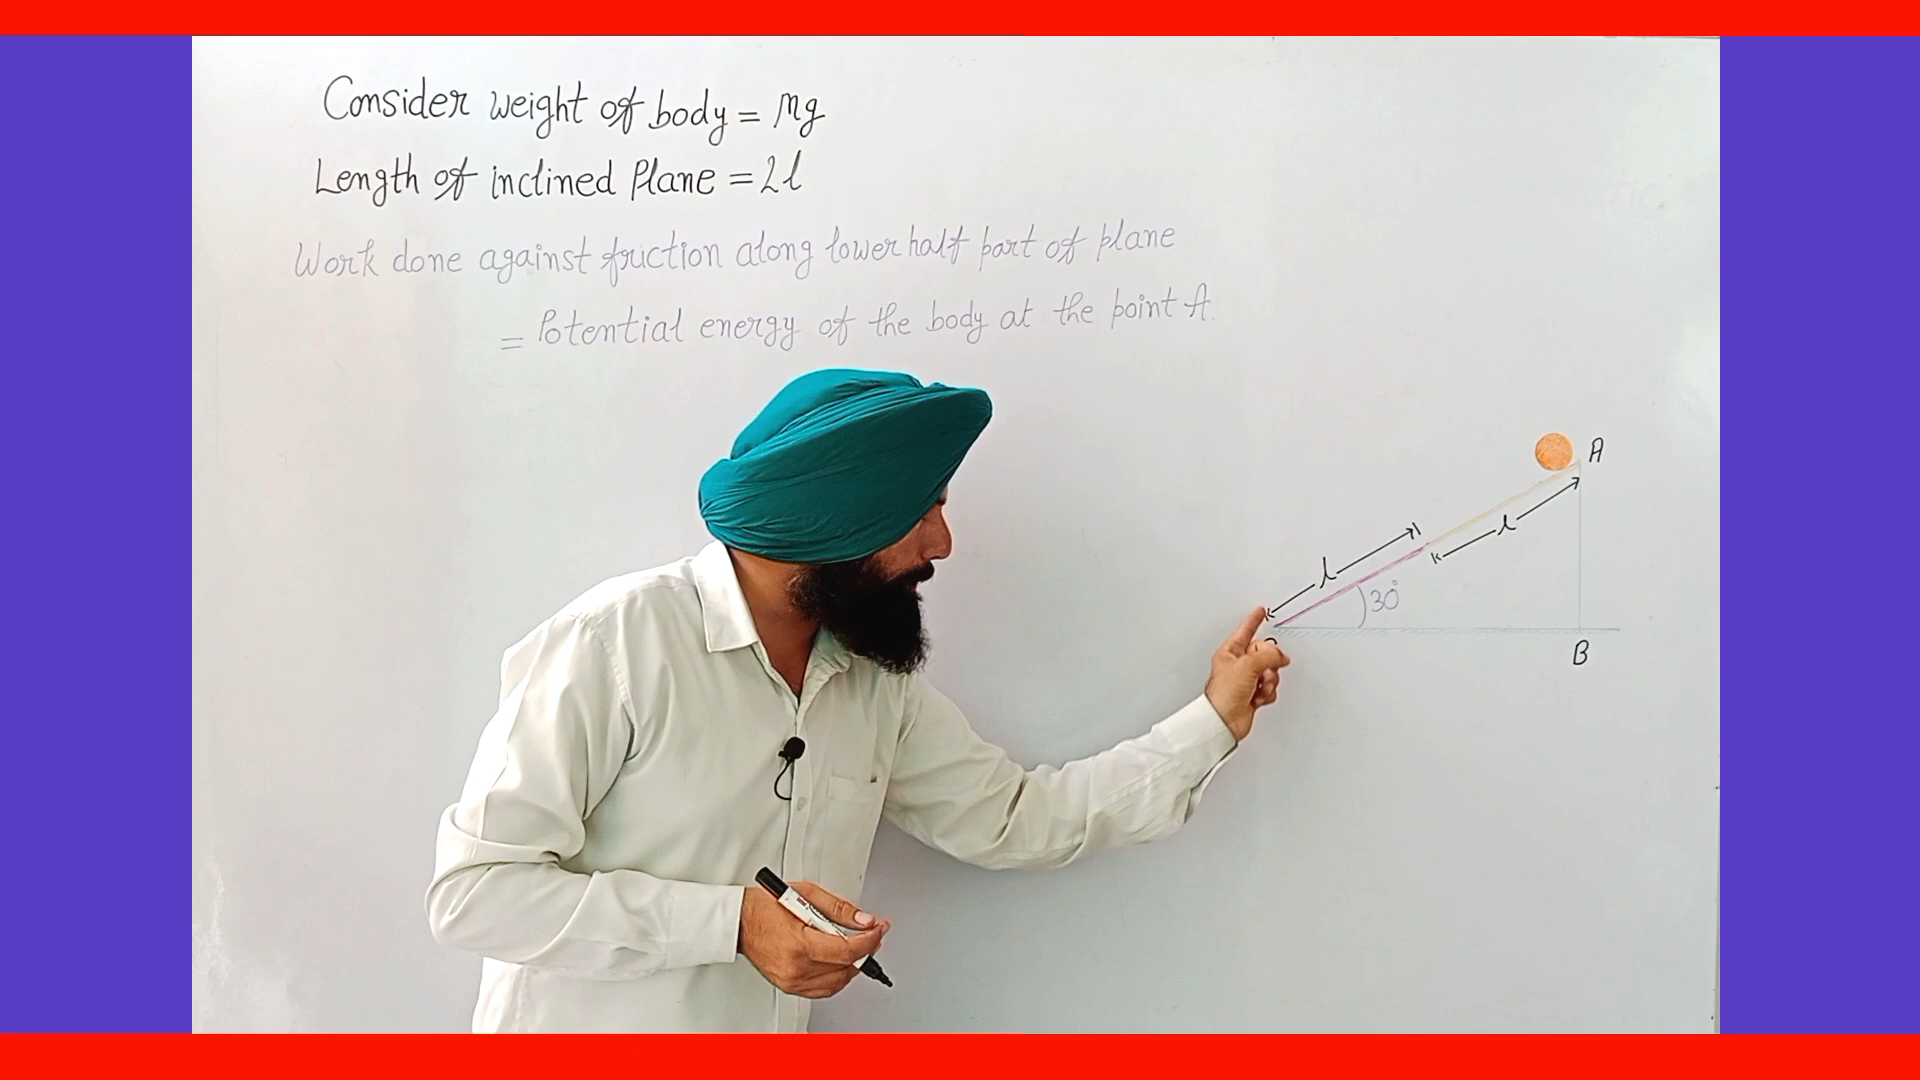 Consider weight of body = Mg
Length of inclined Plane = 2l
Work done against friction along lower half part of plane
= Potential energy of the body at the point A.
A
l
l
30°
B